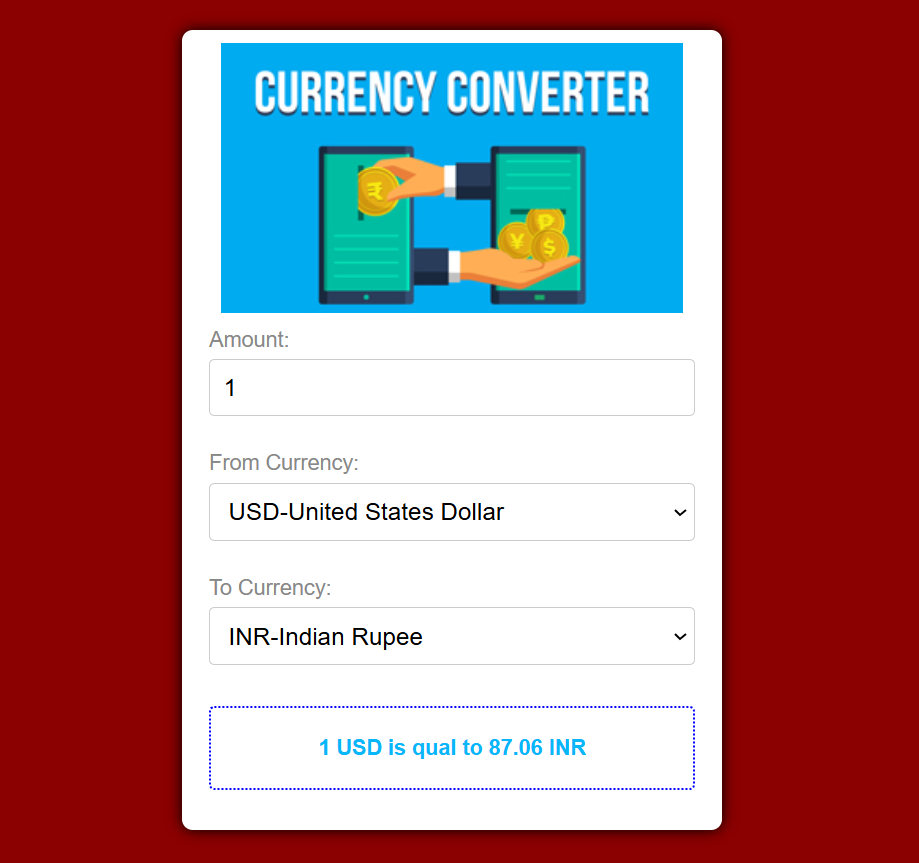 CURRENCY CONVERTER
₹
₽
¥
$
Amount:
1
From Currency:
USD-United States Dollar
To Currency:
INR-Indian Rupee
1 USD is qual to 87.06 INR